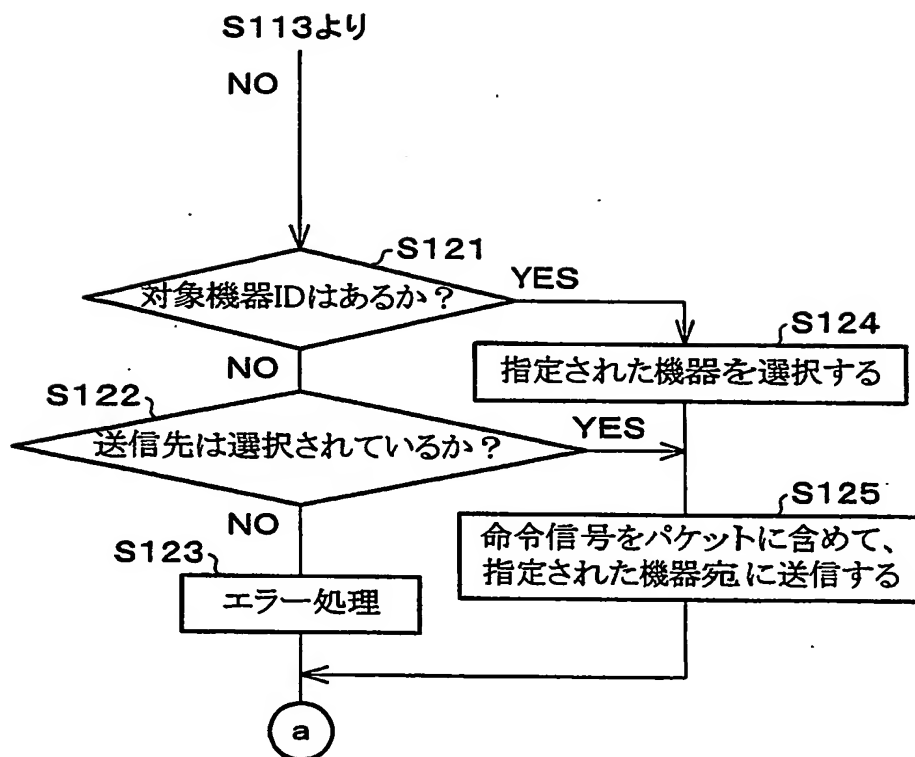 S113より
NO
S121
対象機器IDはあるか?
YES
S124
指定された機器を選択する
NO
S122
送信先は選択されているか?
YES
S125
命令信号をパケットに含めて、
指定された機器宛に送信する
NO
S123
エラー処理
a